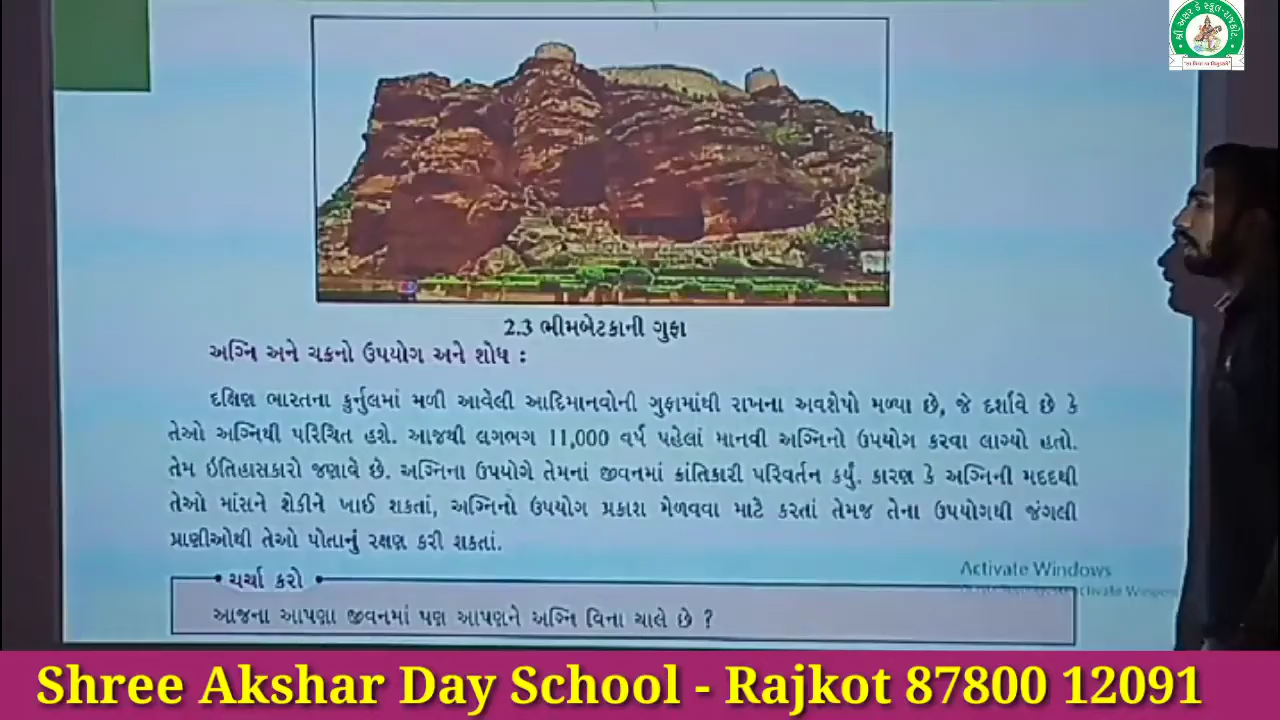 શ્રી અક્ષર ડે સ્કૂલ-રાજકોટ
2.3 ભીમબેટકાની ગુફા
અગ્નિ અને ચક્રનો ઉપયોગ અને શોધ :
દક્ષિણ ભારતના કુર્નુલમાં મળી આવેલી આદિમાનવોની ગુફામાંથી રાખના અવશેષો મળ્યા છે, જે દર્શાવે છે કે
તેઓ અગ્નિથી પરિચિત હશે. આજથી લગભગ 11,000 વર્ષ પહેલાં માનવી અગ્નિનો ઉપયોગ કરવા લાગ્યો હતો.
તેમ ઇતિહાસકારો જણાવે છે. અગ્નિના ઉપયોગે તેમનાં જીવનમાં ક્રાંતિકારી પરિવર્તન કર્યું. કારણ કે અગ્નિની મદદથી
તેઓ માંસને શેકીને ખાઈ શકતાં, અગ્નિનો ઉપયોગ પ્રકાશ મેળવવા માટે કરતાં તેમજ તેના ઉપયોગથી જંગલી
પ્રાણીઓથી તેઓ પોતાનું રક્ષણ કરી શકતાં.
Activate Windows
ચર્ચા કરો
આજના આપણા જીવનમાં પણ આપણને અગ્નિ વિના ચાલે છે ?
Shree Akshar Day School - Rajkot 87780 12091